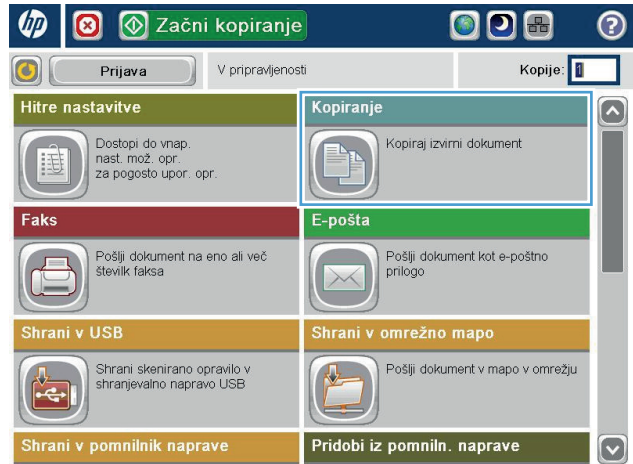 hp
Začni kopiranje
?
Prijava
V pripravljenosti
Kopije: 1
Hitre nastavitve
Dostopi do vnap.
nast. mož. opr.
za pogosto upor. opr.
Kopiranje
Kopiraj izvirni dokument
Faks
Pošlji dokument na eno ali več
številk faksa
E-pošta
Pošlji dokument kot e-poštno
prilogo
Shrani v USB
Shrani skenirano opravilo v
shranjevalno napravo USB
Shrani v omrežno mapo
Pošlji dokument v mapo v omrežju
Shrani v pomnilnik naprave
Pridobi iz pomniln. naprave